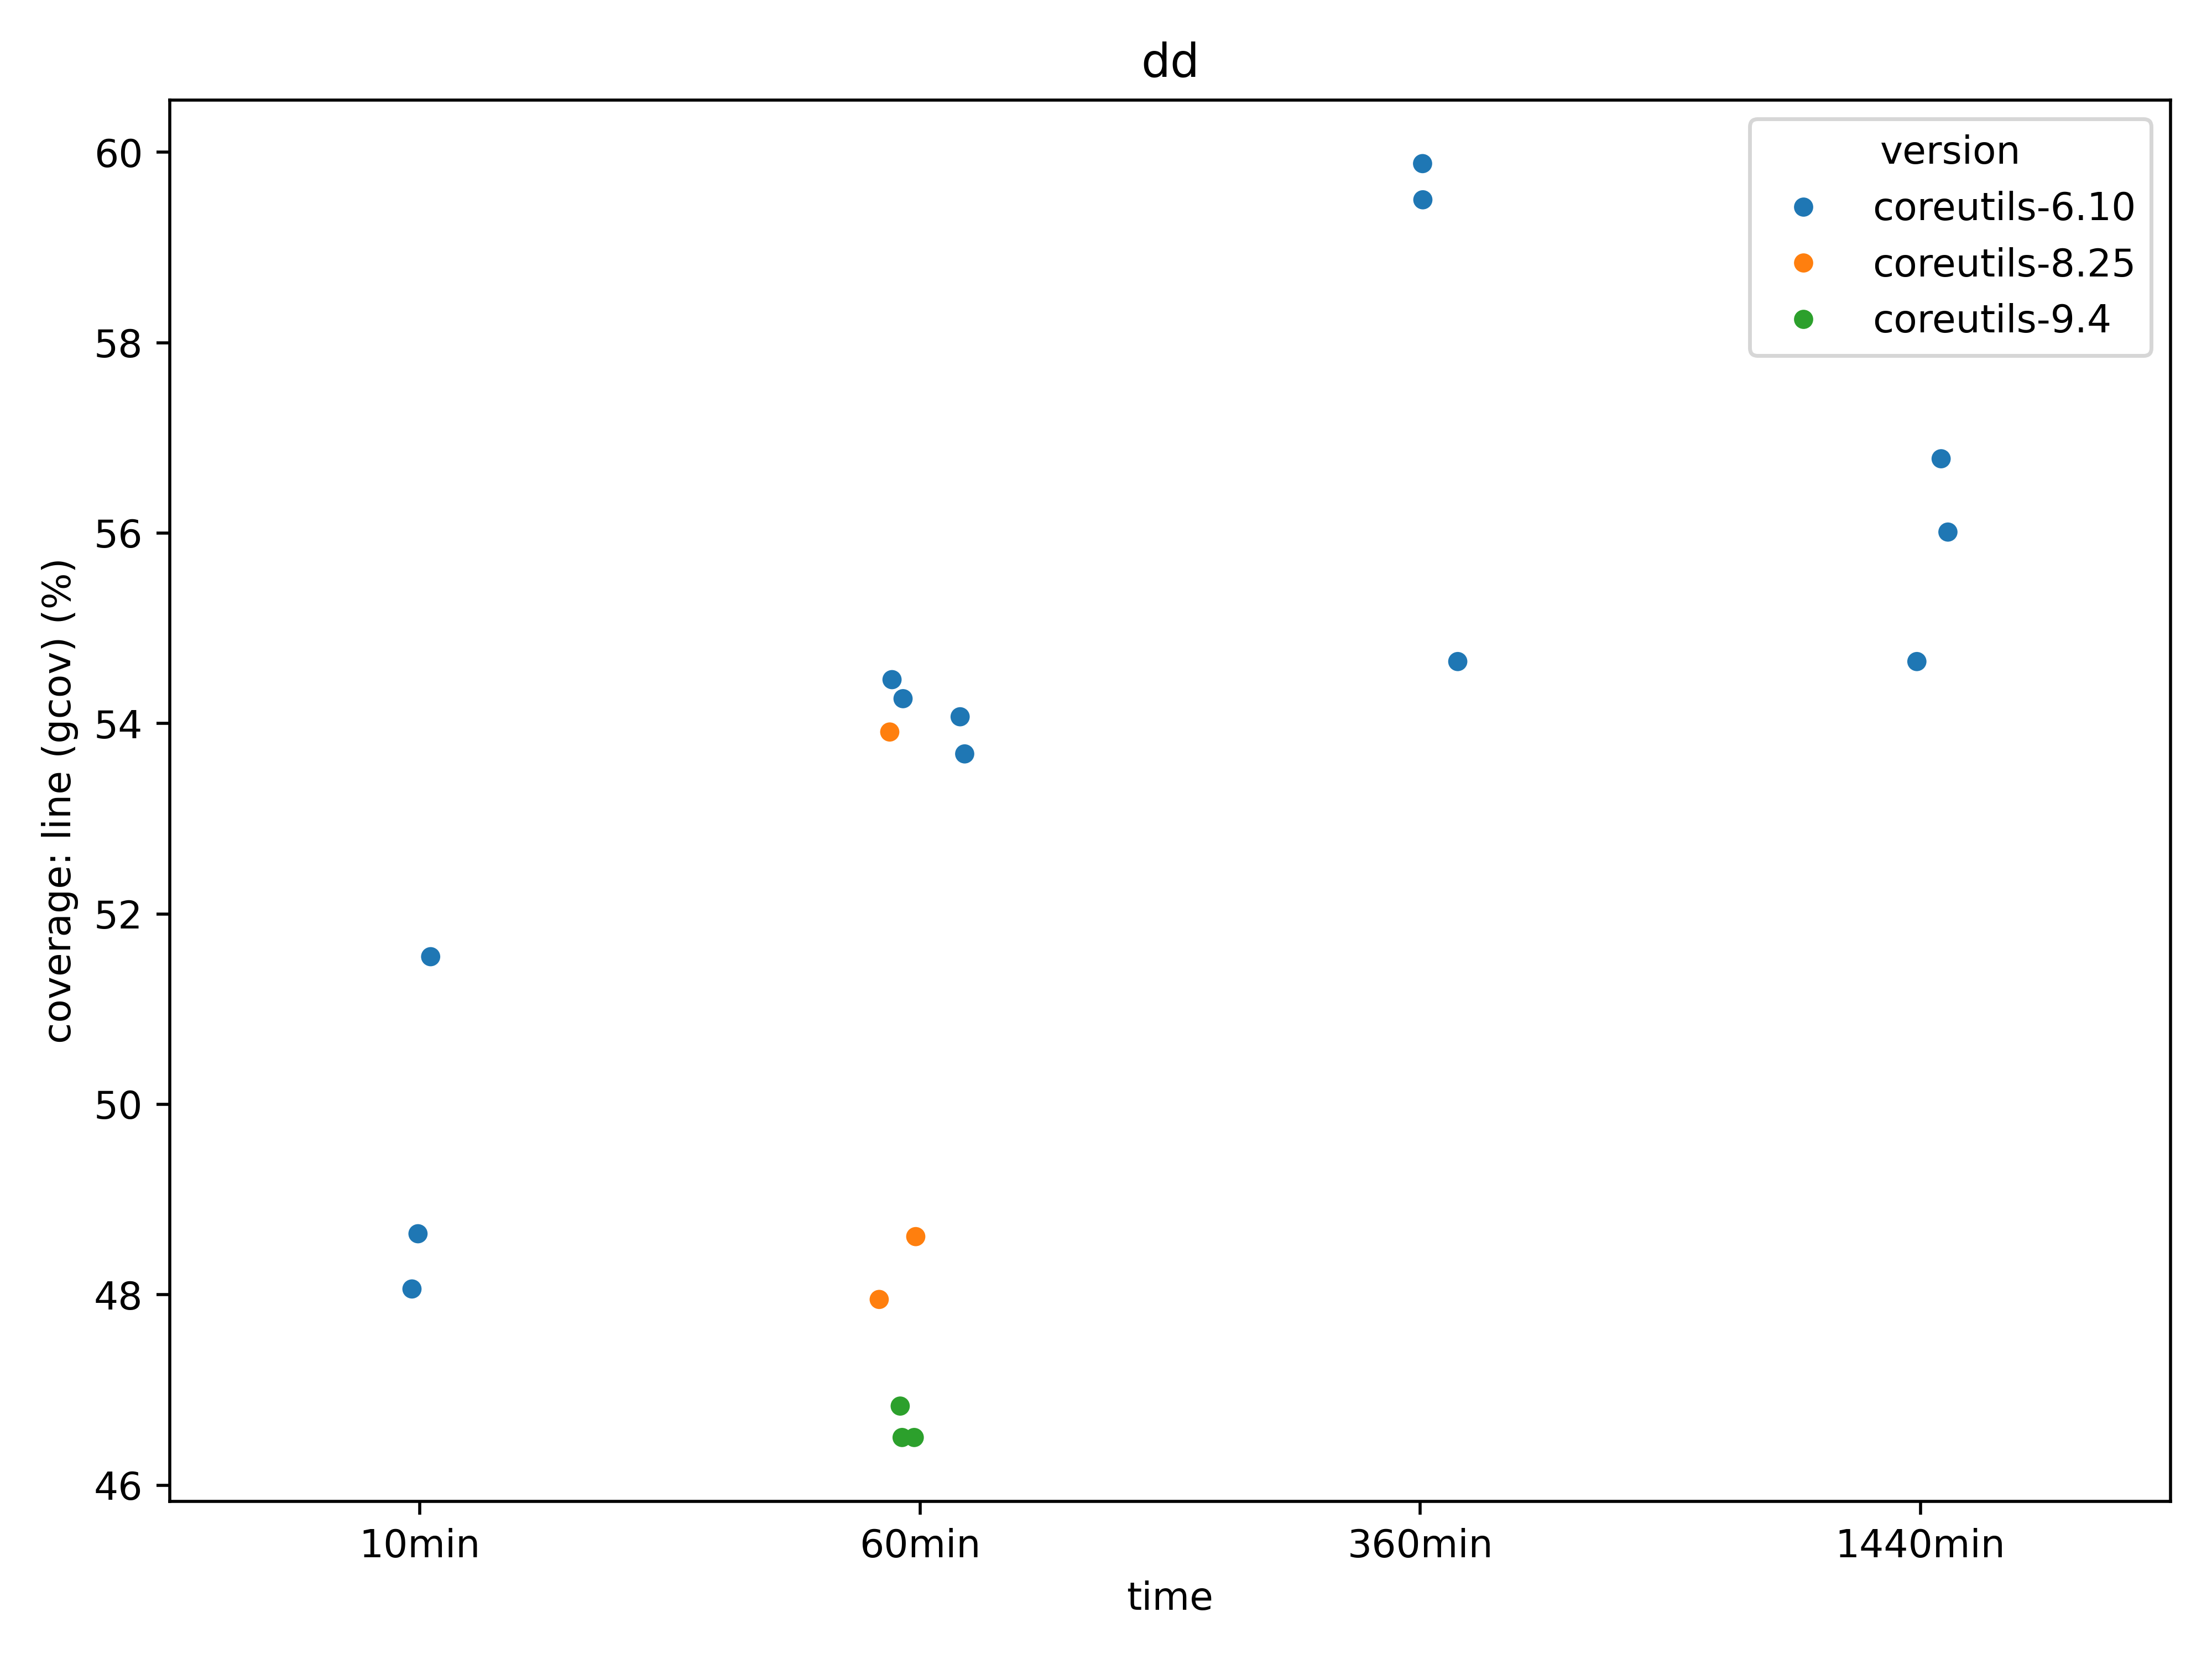 dd
60
58
56
54
52
50
48
46
coverage: line (gcov) (%)
version
coreutils-6.10
coreutils-8.25
coreutils-9.4
10min
60min
360min
1440min
time